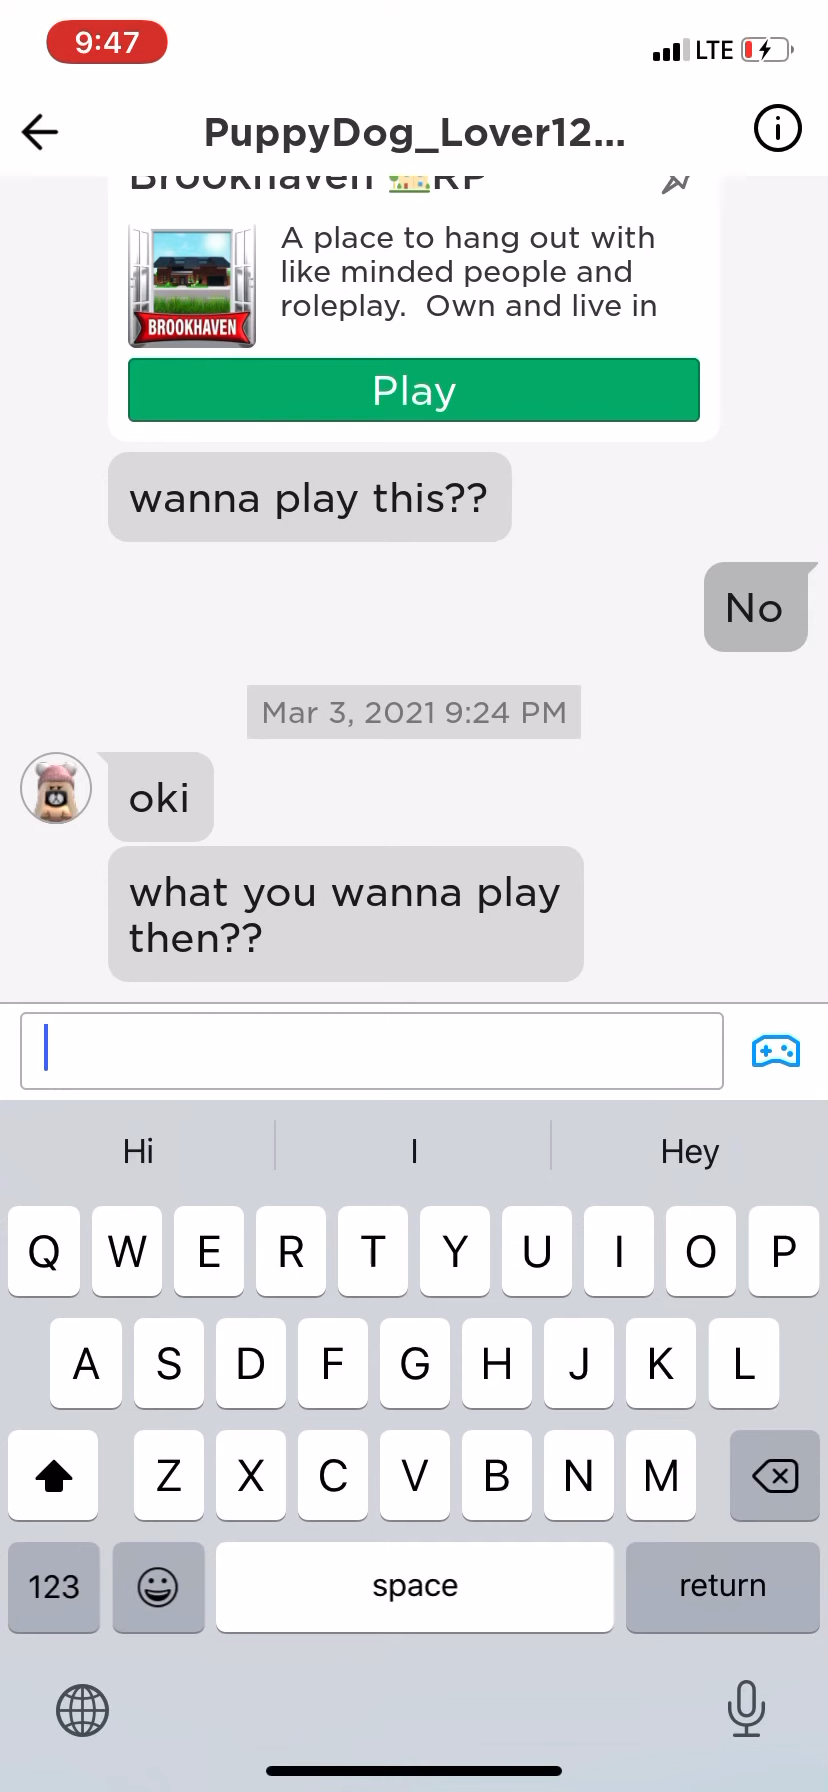 9:47
LTE
PuppyDog_Lover12...
Brookhaven 🏡RP
A place to hang out with
like minded people and
roleplay. Own and live in
BROOKHAVEN
Play
wanna play this??
No
Mar 3, 2021 9:24 PM
oki
what you wanna play
then??
Hi
I
Hey
Q W E R T Y U I O P
A S D F G H J K L
Z X C V B N M
123
space
return